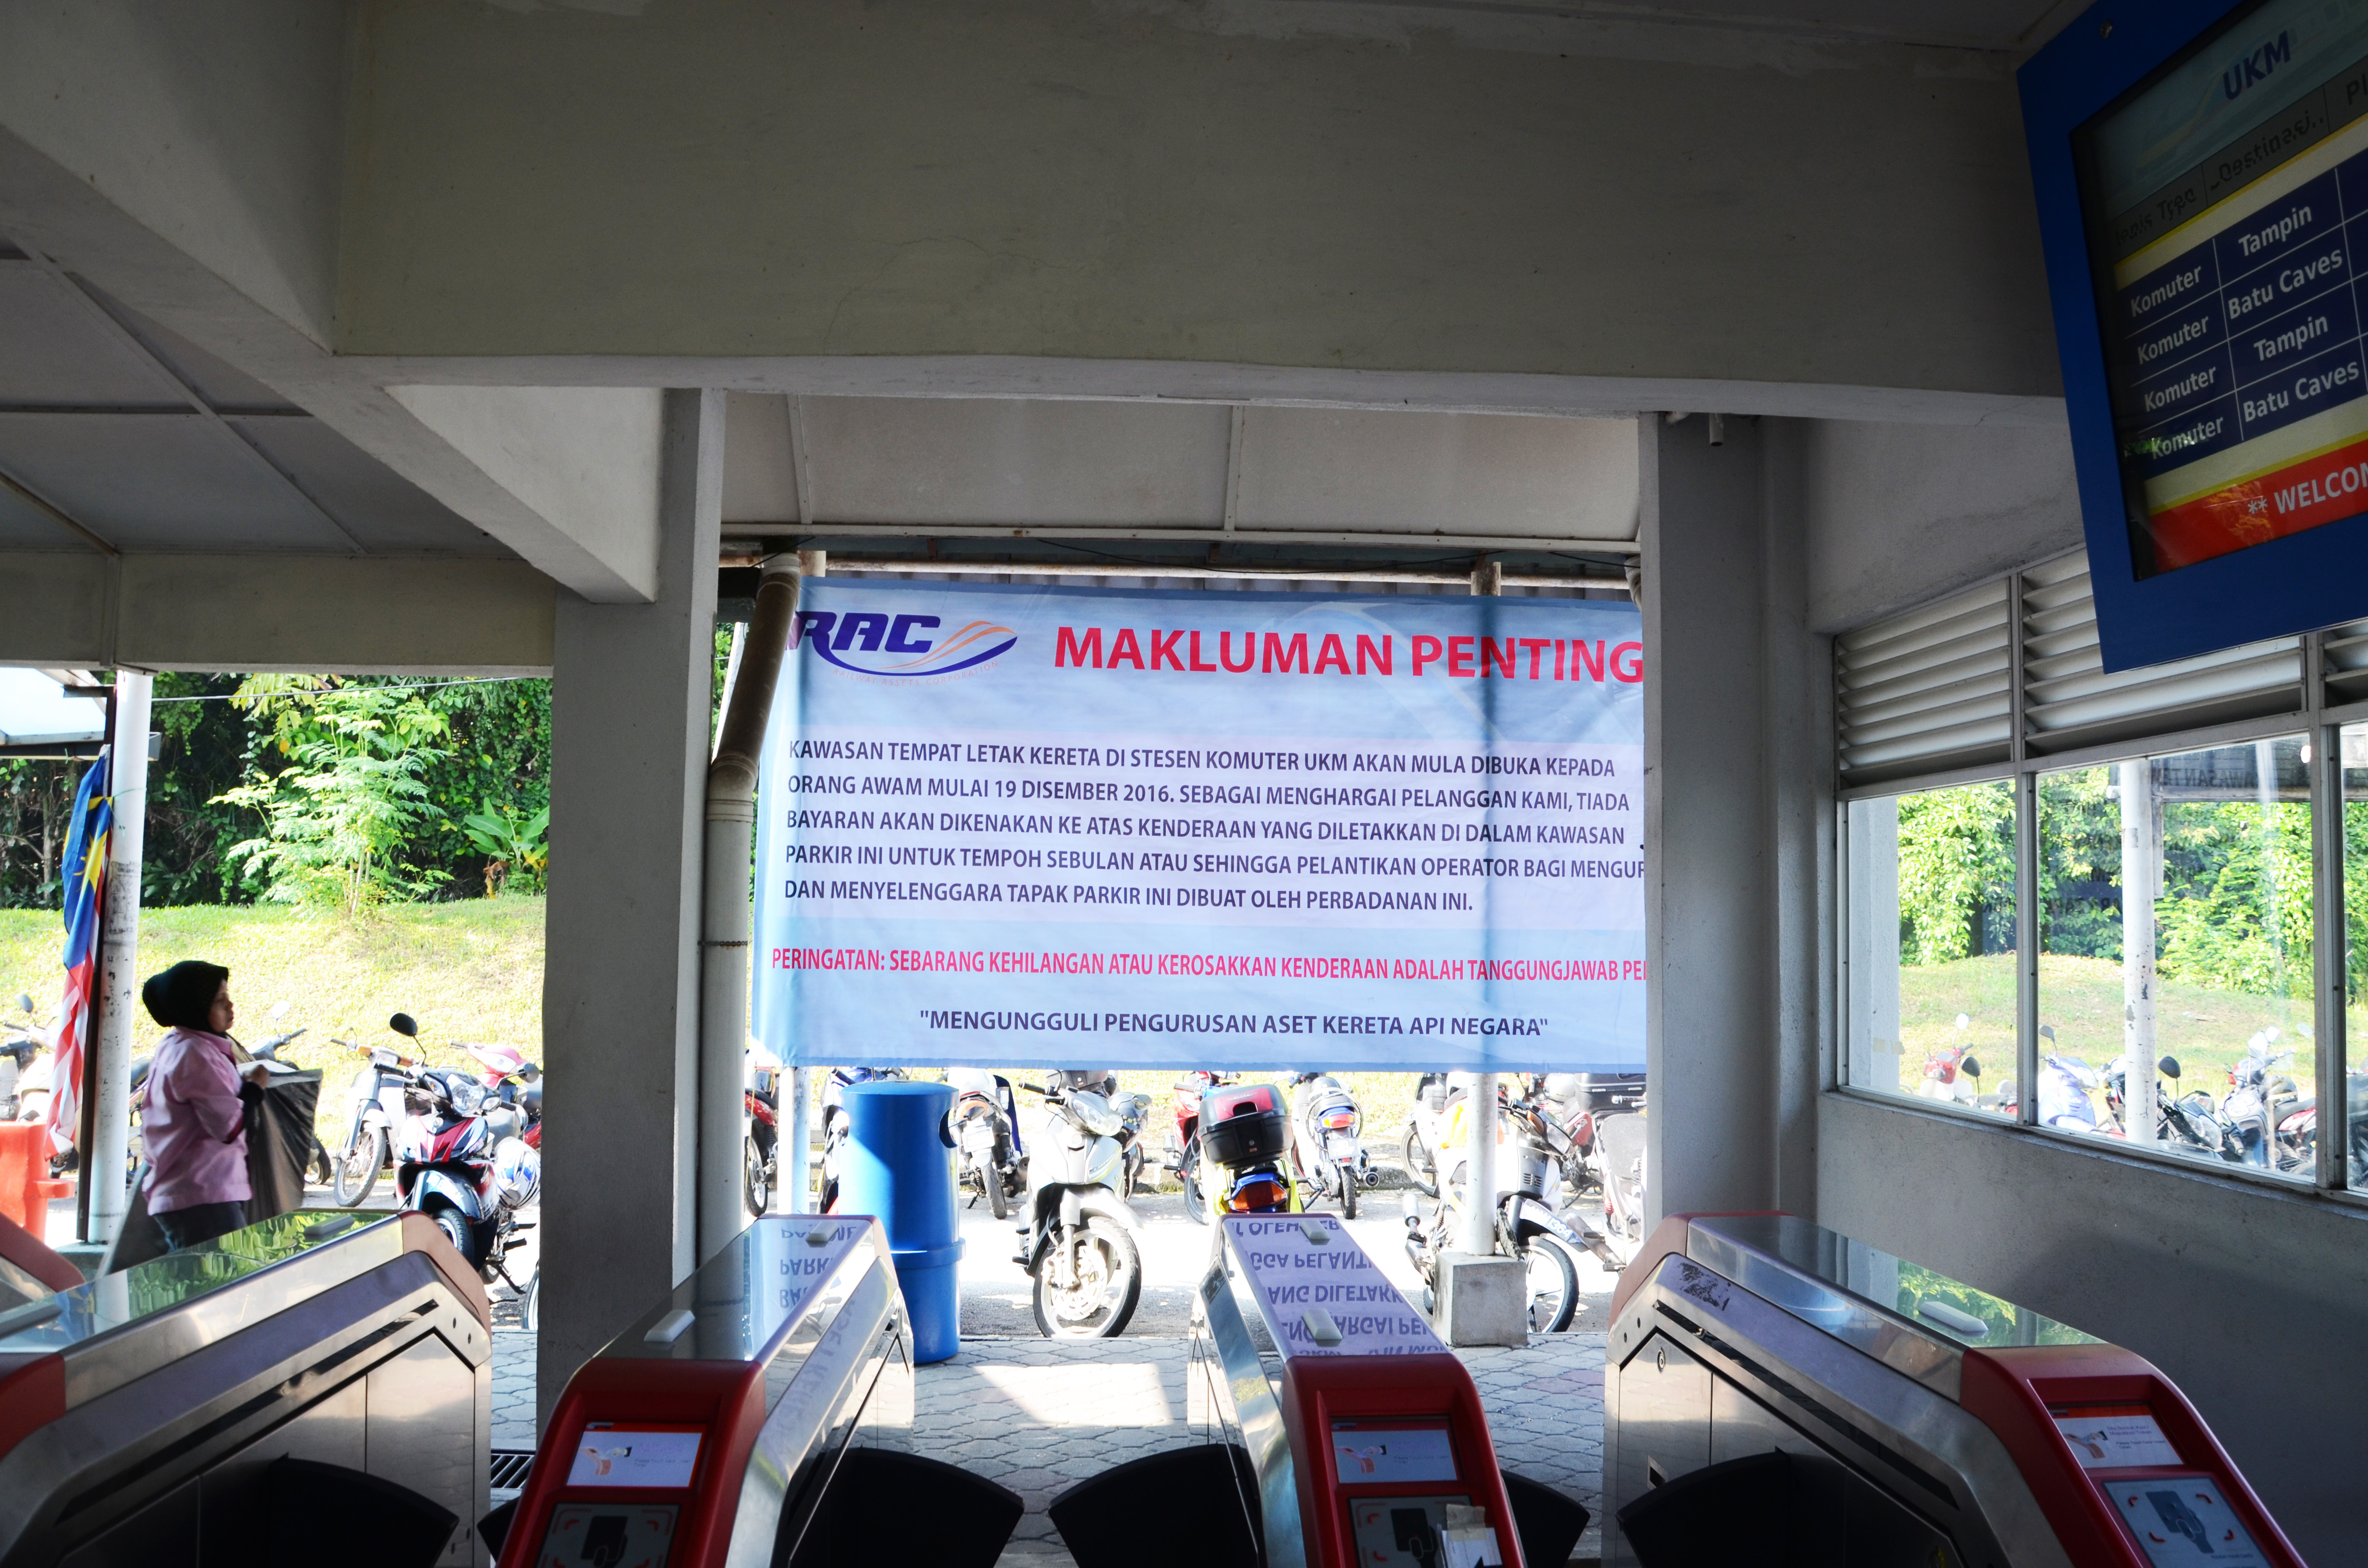 UKM
Destinasi
Komuter Tampin
Komuter Batu Caves
Komuter Tampin
Komuter Batu Caves
** WELCOM
RAC
RAILWAY ASSETS CORPORATION
MAKLUMAN PENTING
KAWASAN TEMPAT LETAK KERETA DI STESEN KOMUTER UKM AKAN MULA DIBUKA KEPADA
ORANG AWAM MULAI 19 DISEMBER 2016. SEBAGAI MENGHARGAI PELANGGAN KAMI, TIADA
BAYARAN AKAN DIKENAKAN KE ATAS KENDERAAN YANG DILETAKKAN DI DALAM KAWASAN
PARKIR INI UNTUK TEMPOH SEBULAN ATAU SEHINGGA PELANTIKAN OPERATOR BAGI MENGUR
DAN MENYELENGGARA TAPAK PARKIR INI DIBUAT OLEH PERBADANAN INI.
PERINGATAN: SEBARANG KEHILANGAN ATAU KEROSAKKAN KENDERAAN ADALAH TANGGUNGJAWAB PE
"MENGUNGGULI PENGURUSAN ASET KERETA API NEGARA"